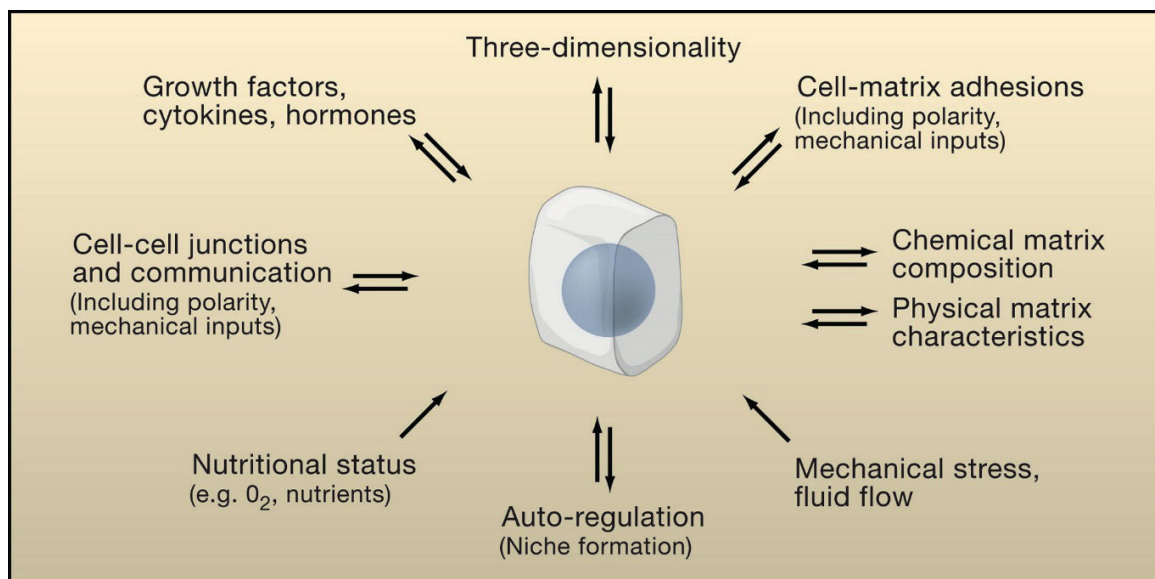 Three-dimensionality
Growth factors,
cytokines, hormones
Cell-matrix adhesions
(Including polarity,
mechanical inputs)
Cell-cell junctions
and communication
(Including polarity,
mechanical inputs)
Chemical matrix
composition
Physical matrix
characteristics
Nutritional status
(e.g. 0₂, nutrients)
Mechanical stress,
fluid flow
Auto-regulation
(Niche formation)